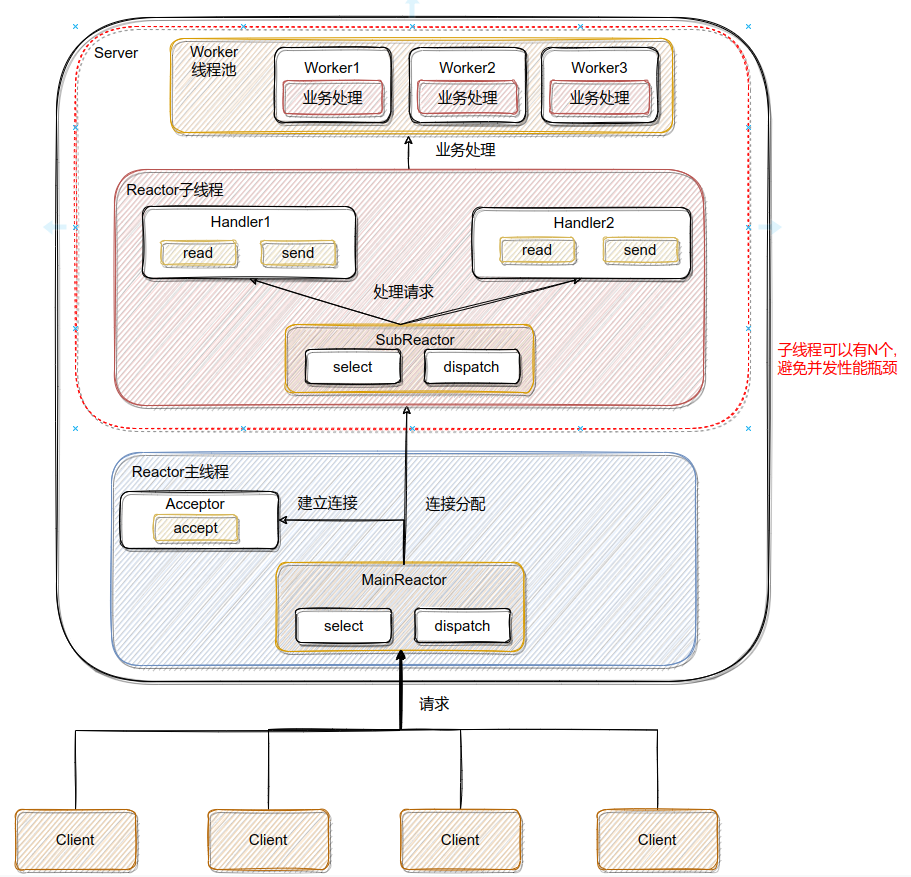 Server
Worker
线程池
Worker1
业务处理
Worker2
业务处理
Worker3
业务处理
业务处理
Reactor子线程
Handler1
read
send
Handler2
read
send
处理请求
SubReactor
select
dispatch
子线程可以有N个,
避免并发性能瓶颈
Reactor主线程
Acceptor
accept
建立连接
连接分配
MainReactor
select
dispatch
请求
Client
Client
Client
Client